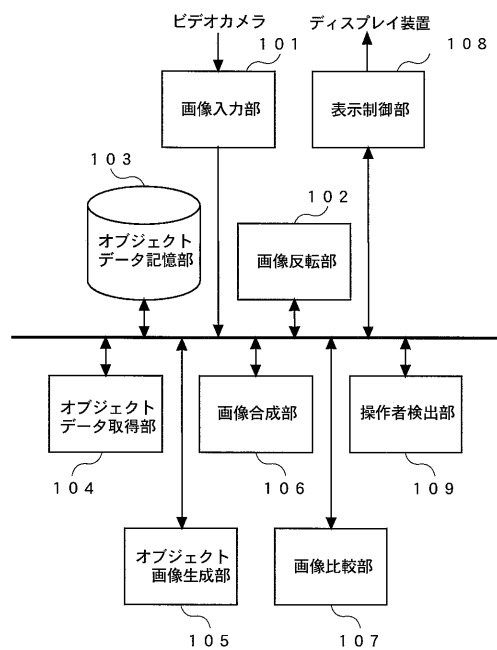 ビデオカメラ
ディスプレイ装置
101
108
画像入力部
表示制御部
103
102
オブジェクト
データ記憶部
画像反転部
オブジェクト
データ取得部
画像合成部
操作者検出部
104
106
109
オブジェクト
画像生成部
画像比較部
105
107